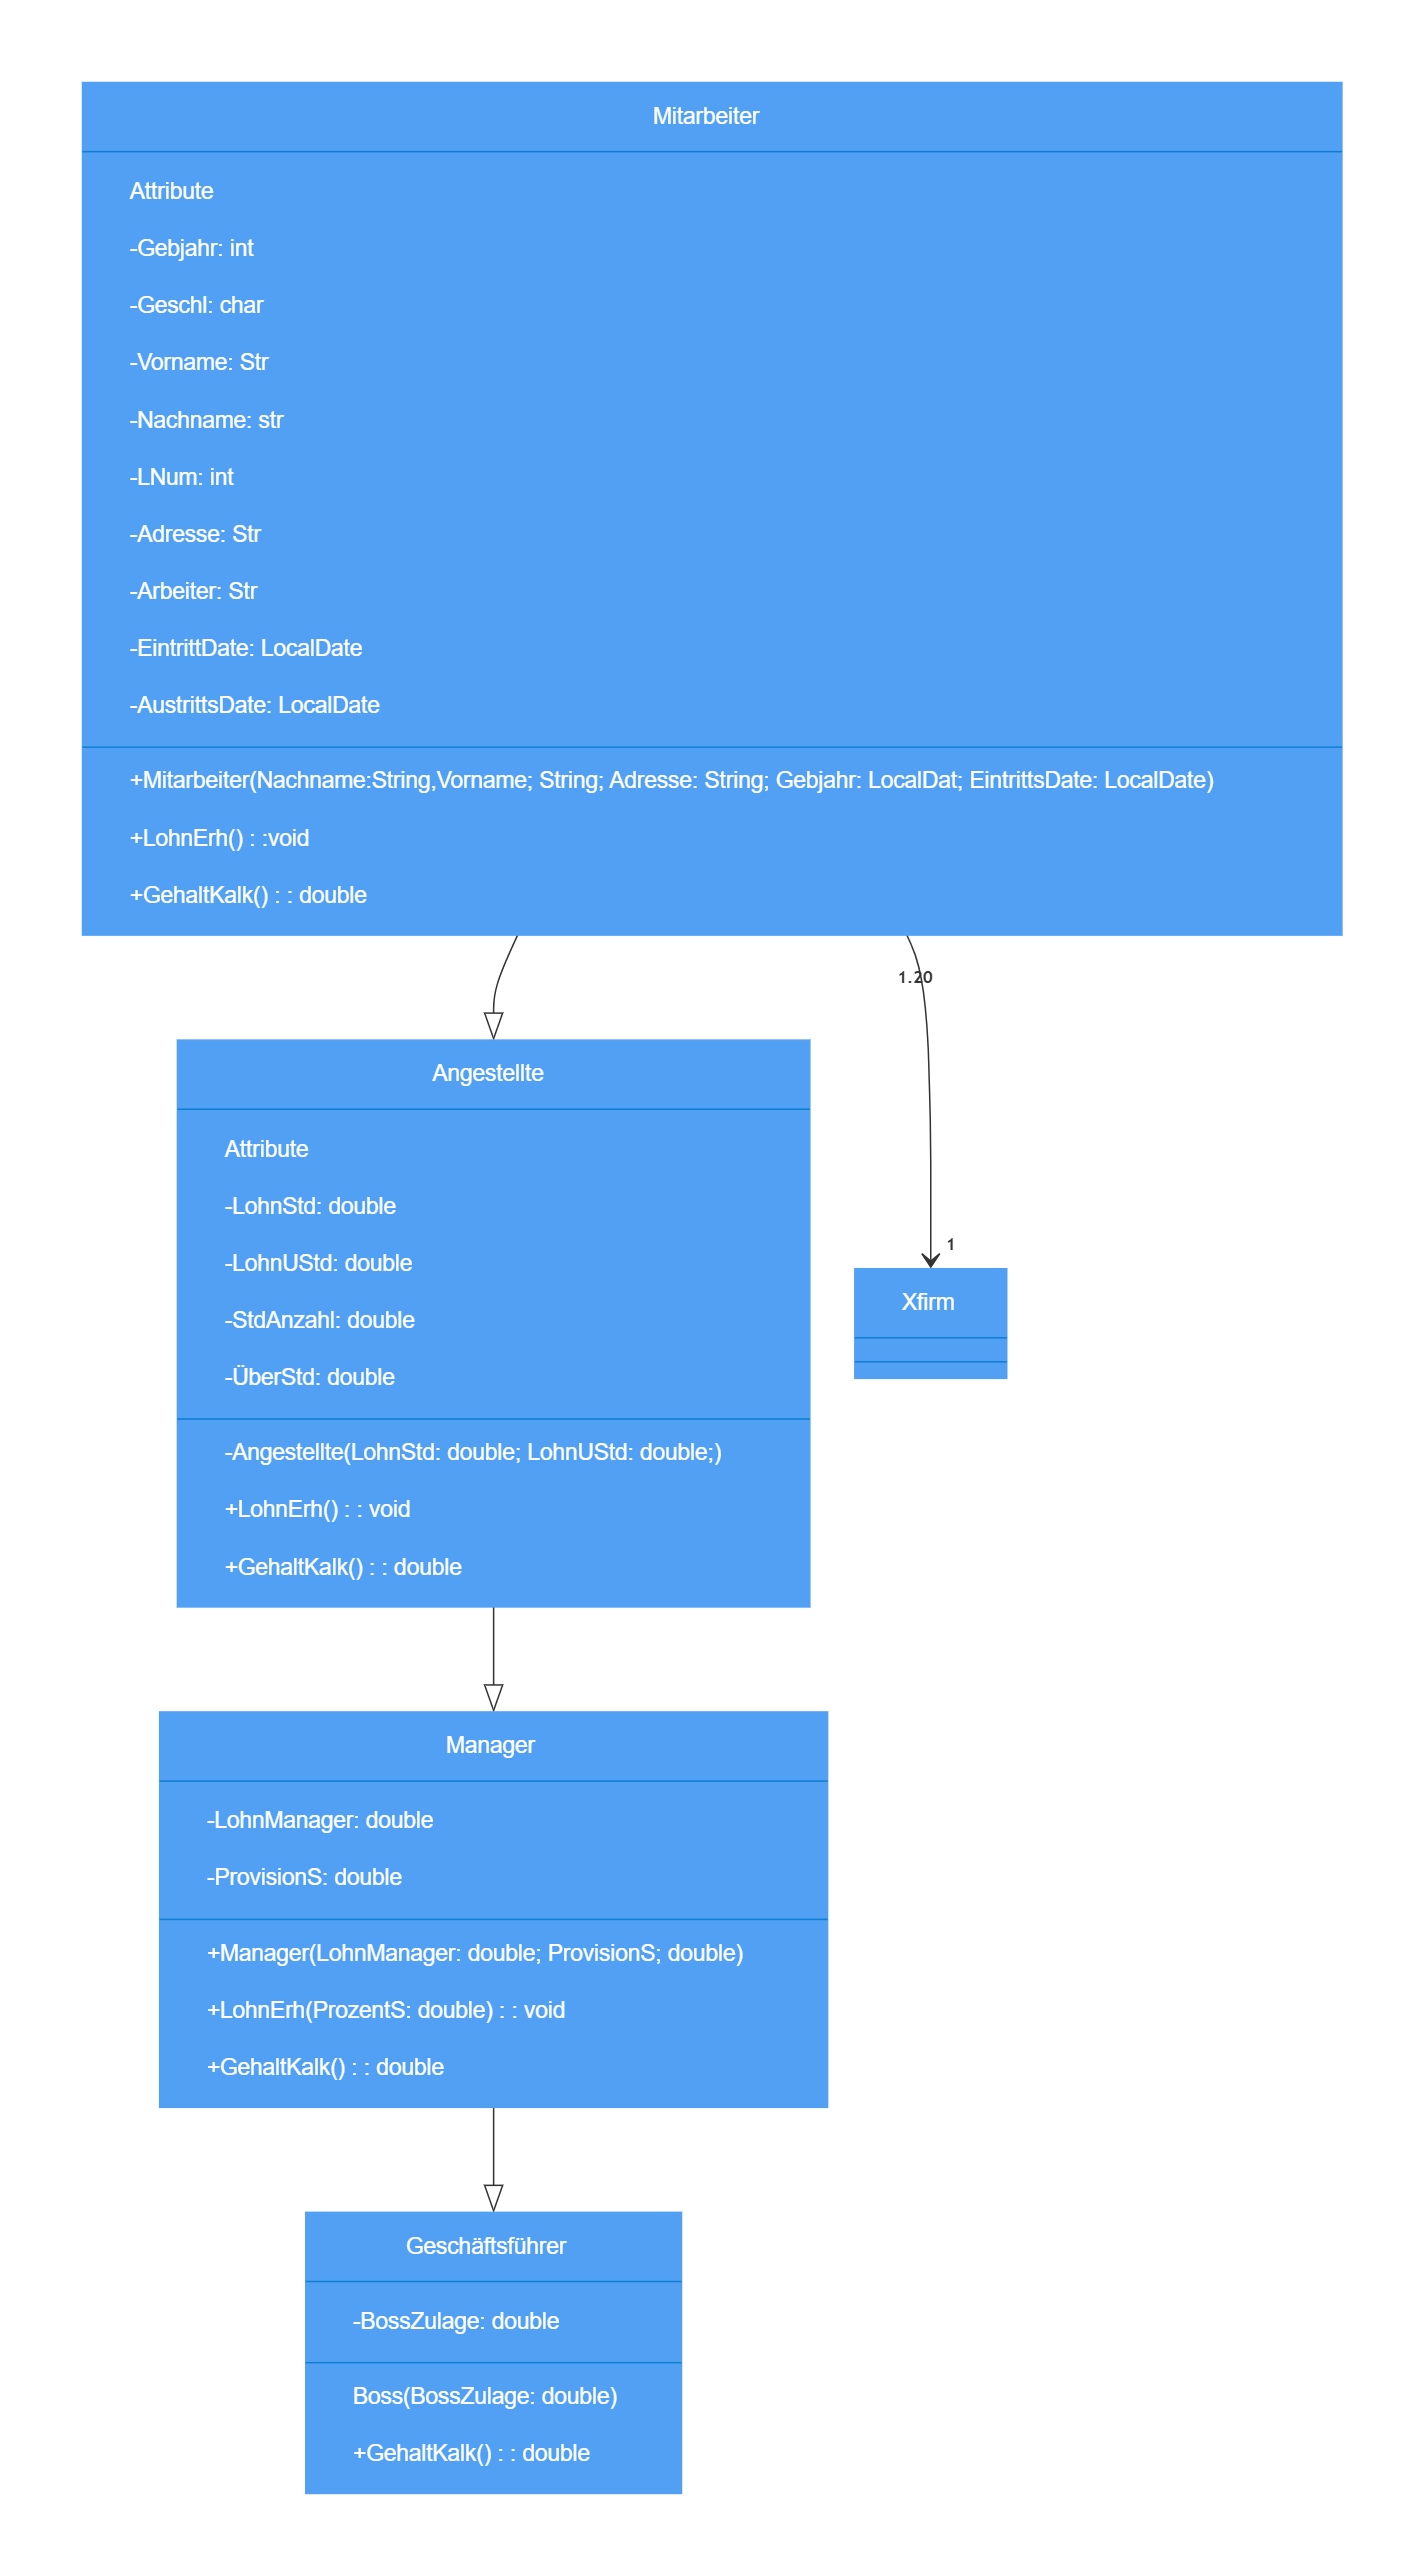 Mitarbeiter
Attribute
-Gebjahr: int
-Geschl: char
-Vorname: Str
-Nachname: str
-LNum: int
-Adresse: Str
-Arbeiter: Str
-EintrittDate: LocalDate
-AustrittsDate: LocalDate
+Mitarbeiter(Nachname:String,Vorname; String; Adresse: String; Gebjahr: LocalDat; EintrittsDate: LocalDate)
+LohnErh() : :void
+GehaltKalk() : : double
1.20
Angestellte
Attribute
-LohnStd: double
-LohnUStd: double
-StdAnzahl: double
-ÜberStd: double
-Angestellte(LohnStd: double; LohnUStd: double;)
+LohnErh() : : void
+GehaltKalk() : : double
1
Xfirm
Manager
-LohnManager: double
-ProvisionS: double
+Manager(LohnManager: double; ProvisionS; double)
+LohnErh(ProzentS: double) : : void
+GehaltKalk() : : double
Geschäftsführer
-BossZulage: double
Boss(BossZulage: double)
+GehaltKalk() : : double